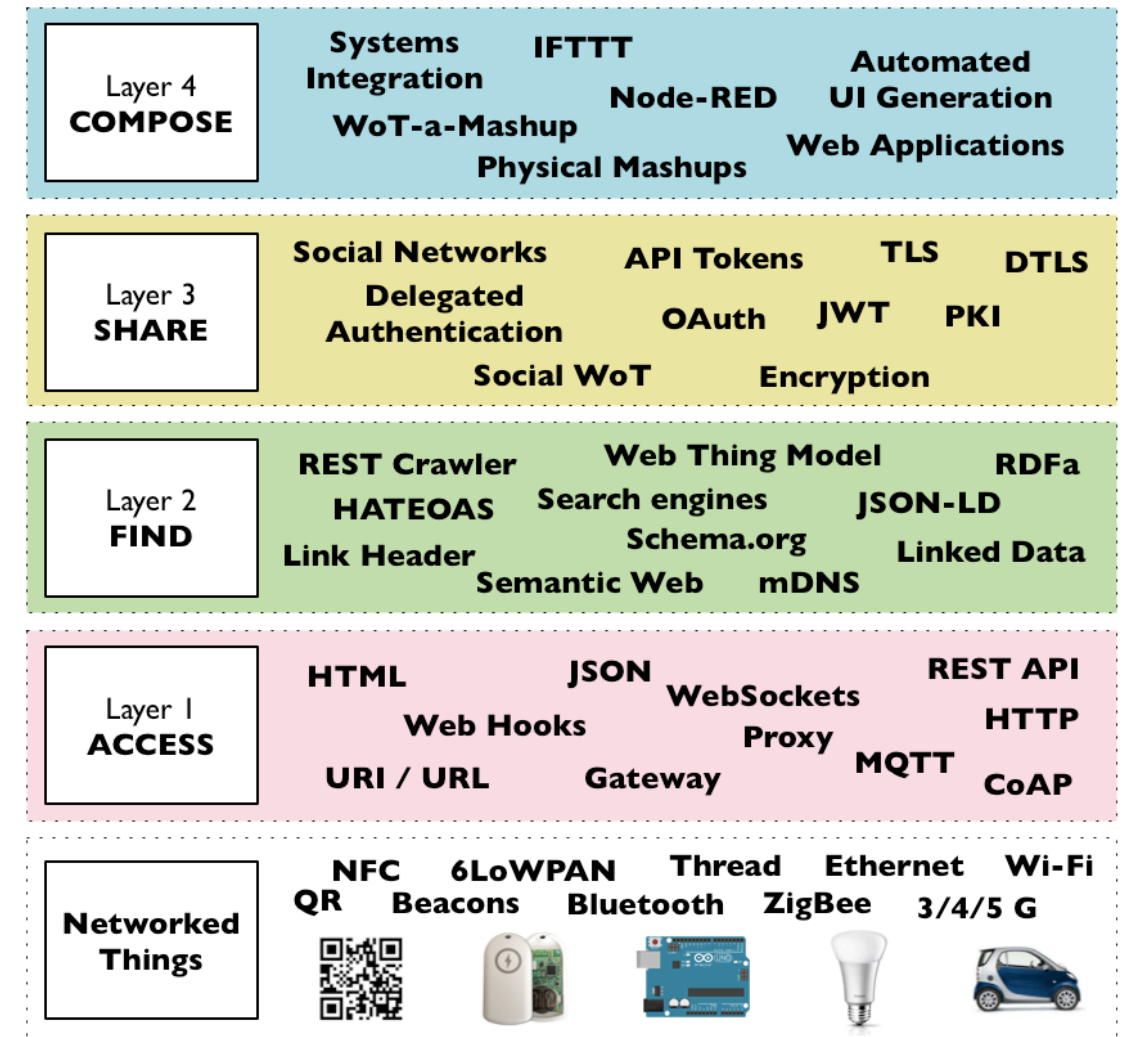 Layer 4
COMPOSE
Systems
Integration
IFTTT
Node-RED
Automated
UI Generation
WoT-a-Mashup
Physical Mashups
Web Applications
Layer 3
SHARE
Social Networks
API Tokens
TLS
DTLS
Delegated
Authentication
OAuth
JWT
PKI
Social WoT
Encryption
Layer 2
FIND
REST Crawler
Web Thing Model
RDFa
HATEOAS
Search engines
JSON-LD
Link Header
Schema.org
Linked Data
Semantic Web
mDNS
Layer 1
ACCESS
HTML
JSON
REST API
WebSockets
Web Hooks
Proxy
HTTP
URI / URL
Gateway
MQTT
CoAP
Networked
Things
NFC
6LoWPAN
Thread
Ethernet
Wi-Fi
QR
Beacons
Bluetooth
ZigBee
3/4/5 G
UNO